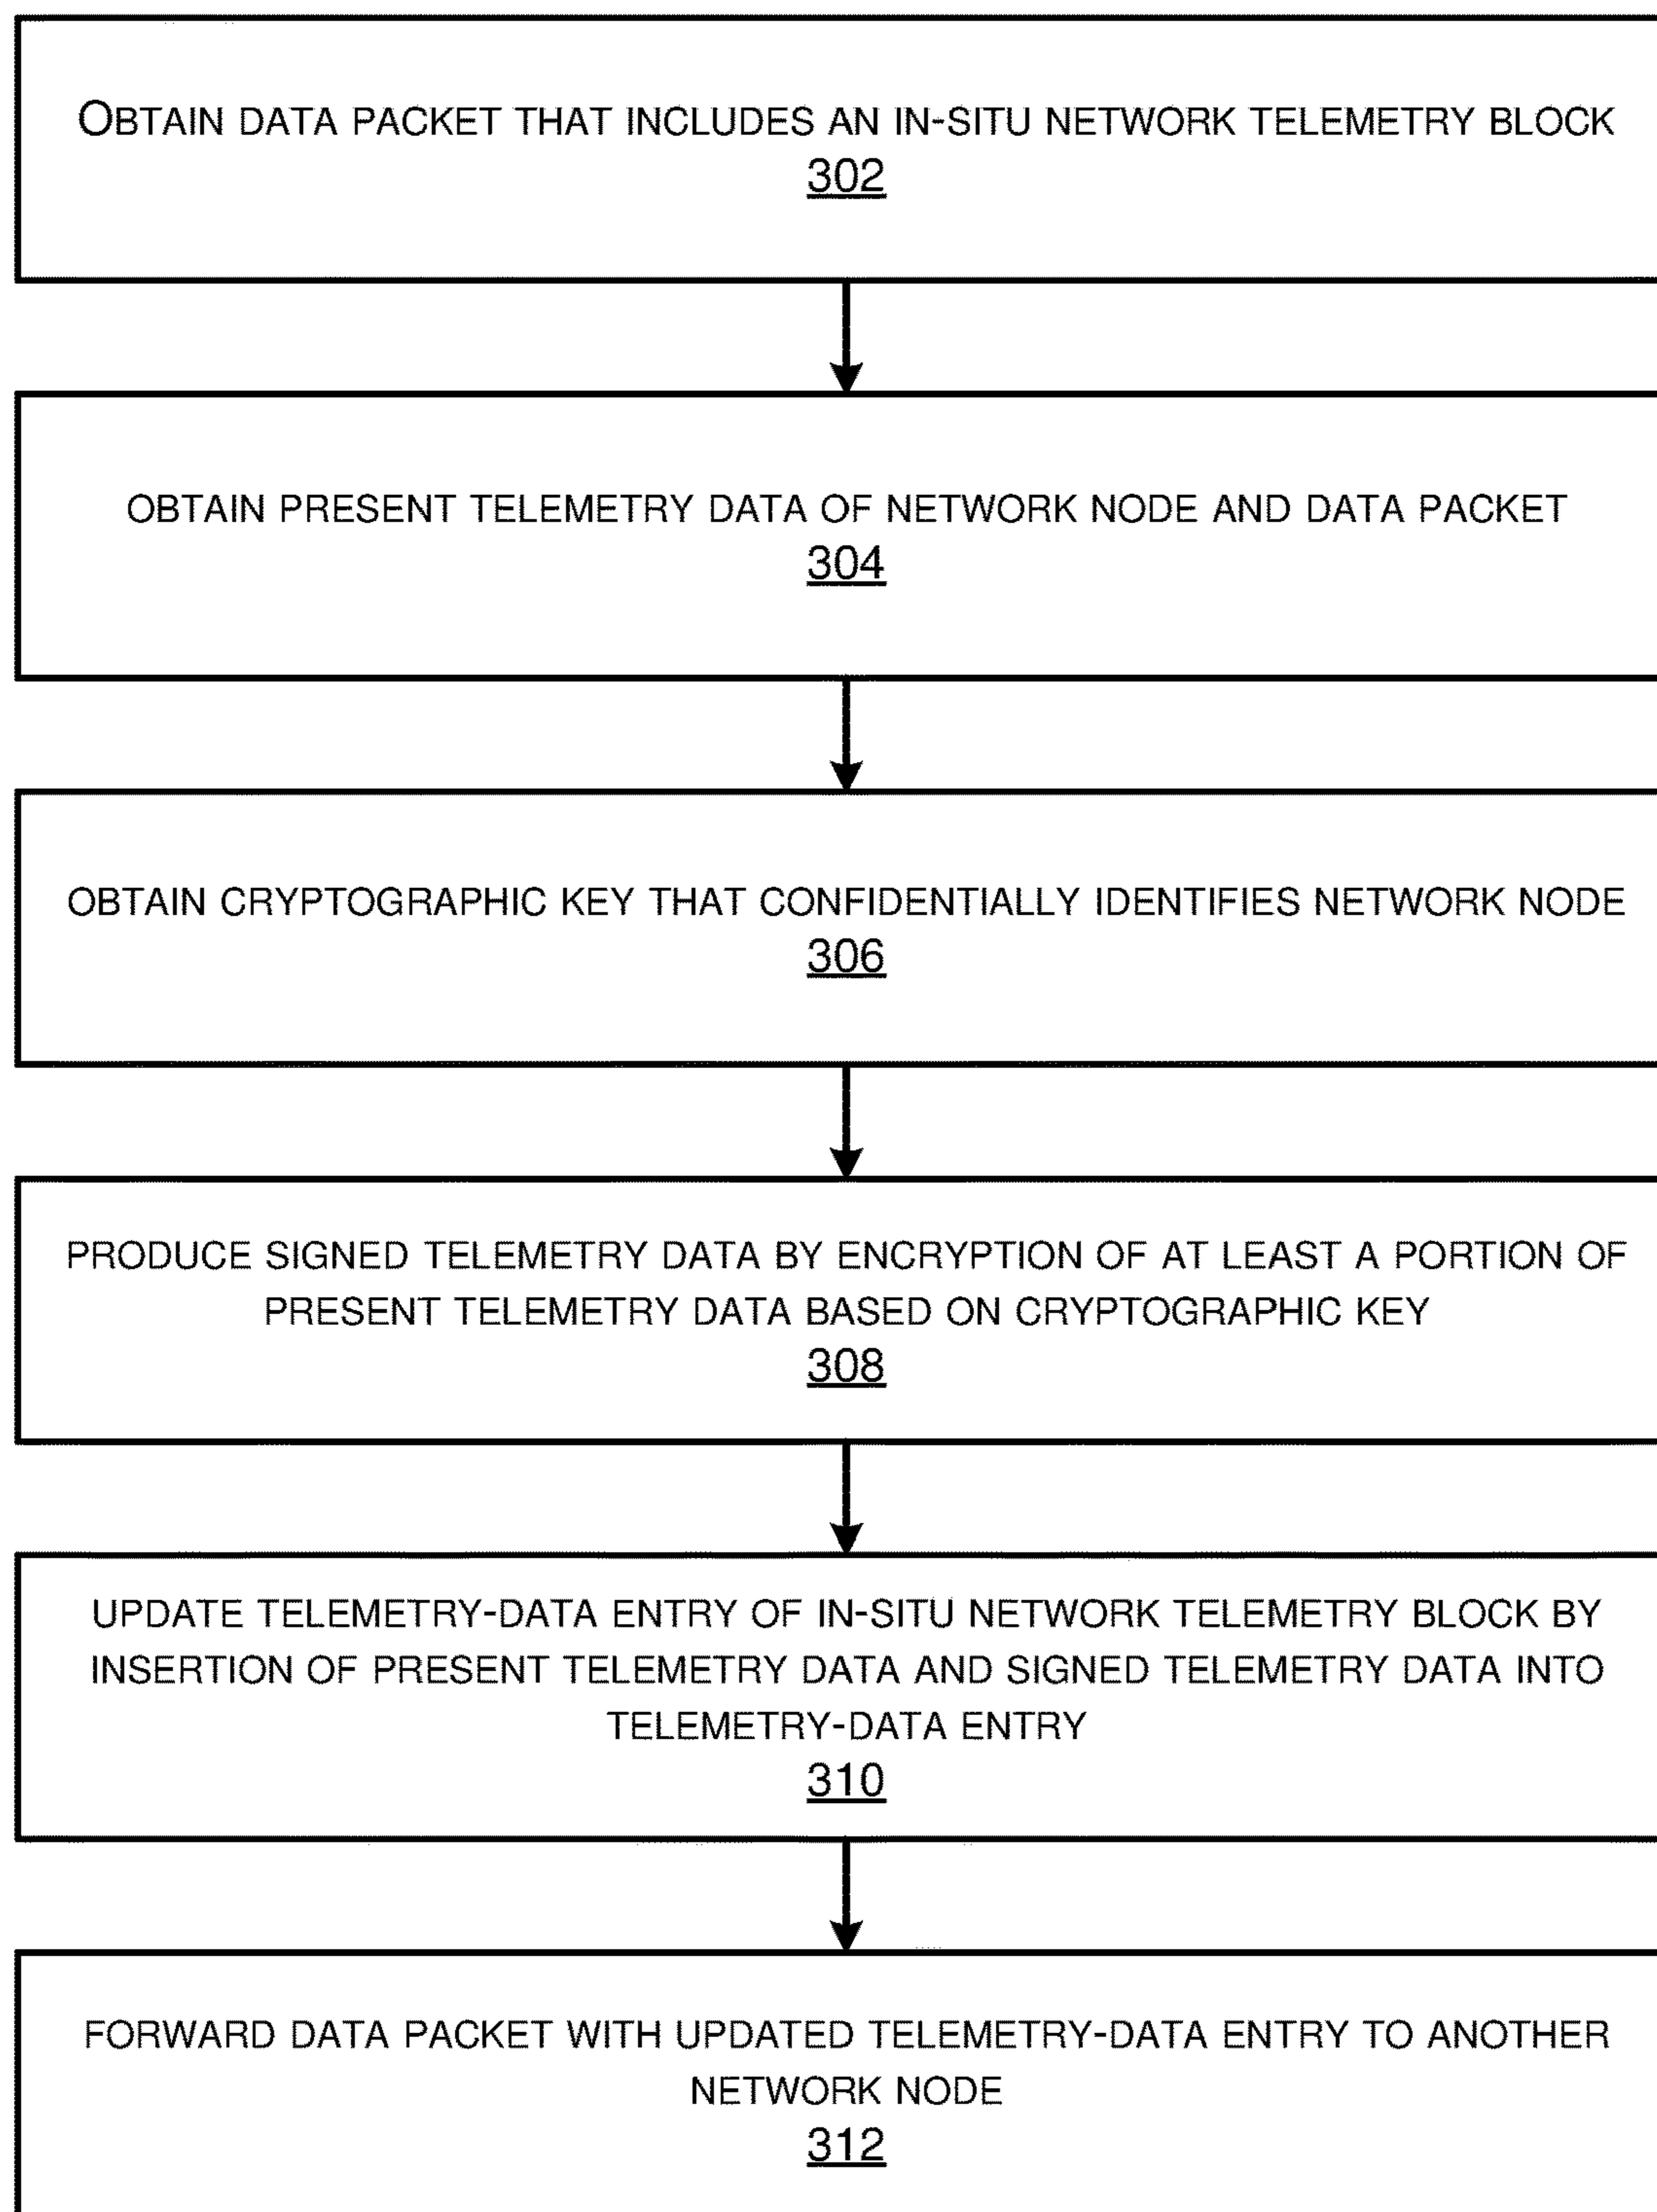 OBTAIN DATA PACKET THAT INCLUDES AN IN-SITU NETWORK TELEMETRY BLOCK
302
OBTAIN PRESENT TELEMETRY DATA OF NETWORK NODE AND DATA PACKET
304
OBTAIN CRYPTOGRAPHIC KEY THAT CONFIDENTIALLY IDENTIFIES NETWORK NODE
306
PRODUCE SIGNED TELEMETRY DATA BY ENCRYPTION OF AT LEAST A PORTION OF
PRESENT TELEMETRY DATA BASED ON CRYPTOGRAPHIC KEY
308
UPDATE TELEMETRY-DATA ENTRY OF IN-SITU NETWORK TELEMETRY BLOCK BY
INSERTION OF PRESENT TELEMETRY DATA AND SIGNED TELEMETRY DATA INTO
TELEMETRY-DATA ENTRY
310
FORWARD DATA PACKET WITH UPDATED TELEMETRY-DATA ENTRY TO ANOTHER
NETWORK NODE
312